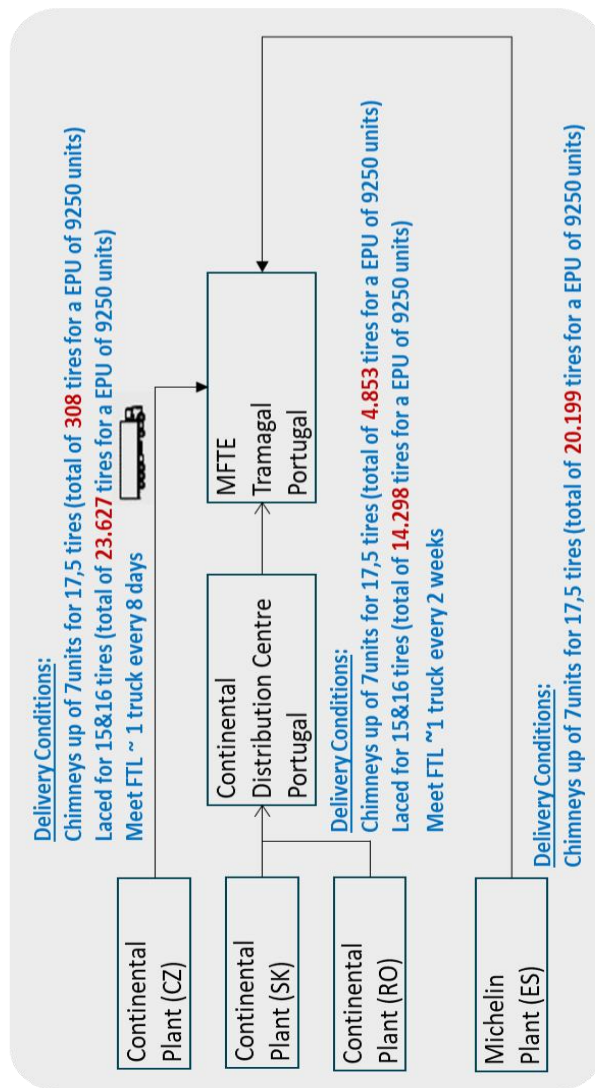 Delivery Conditions:
Chimneys up of 7units for 17,5 tires (total of 308 tires for a EPU of 9250 units)
Laced for 15&16 tires (total of 23.627 tires for a EPU of 9250 units)
Meet FTL ~ 1 truck every 8 days
Continental
Plant (CZ)
Continental
Plant (SK)
Continental
Plant (RO)
Continental
Distribution Centre
Portugal
MFTE
Tramagal
Portugal
Delivery Conditions:
Chimneys up of 7units for 17,5 tires (total of 4.853 tires for a EPU of 9250 units)
Laced for 15&16 tires (total of 14.298 tires for a EPU of 9250 units)
Meet FTL ~1 truck every 2 weeks
Michelin
Plant (ES)
Delivery Conditions:
Chimneys up of 7units for 17,5 tires (total of 20.199 tires for a EPU of 9250 units)